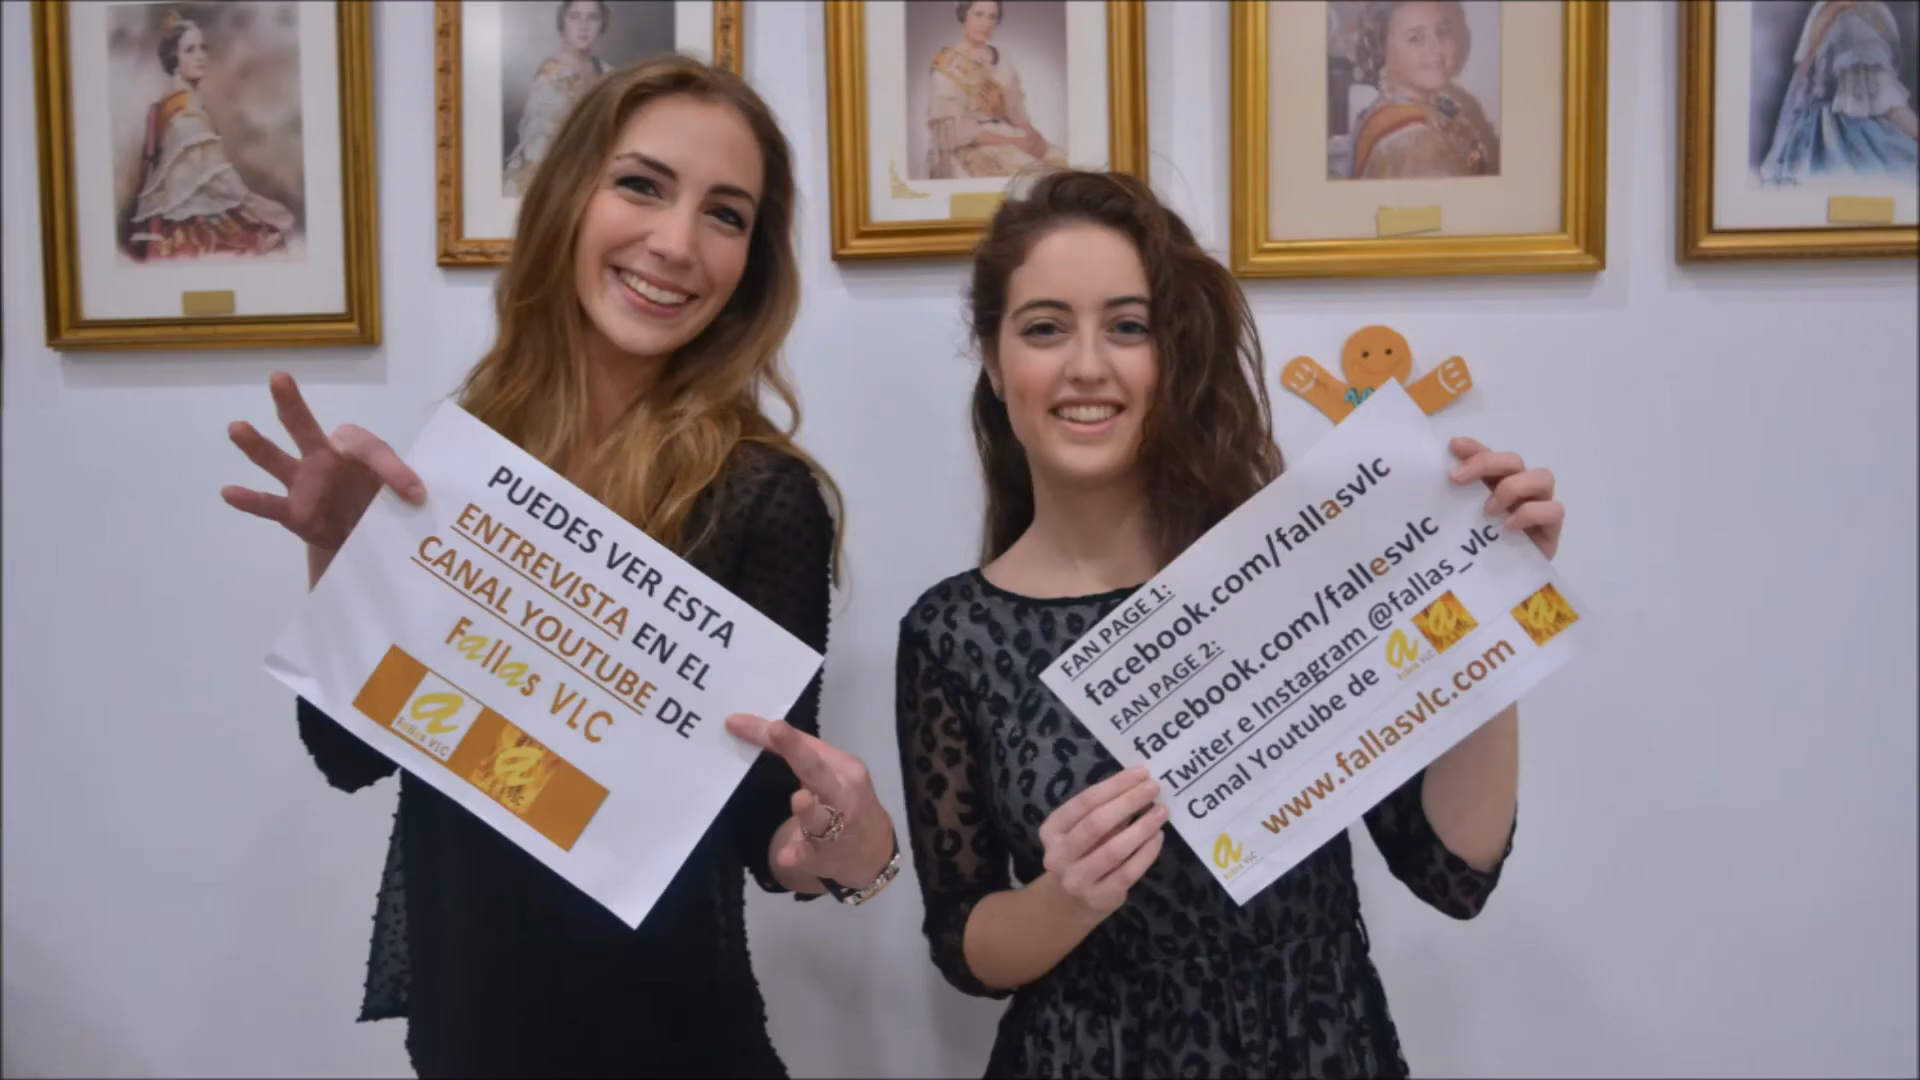 PUEDES VER ESTA
ENTREVISTA EN EL
CANAL YOUTUBE DE
Fallas VLC
a
a
vlc
FAN PAGE 1:
facebook.com/fallasvlc
FAN PAGE 2:
facebook.com/fallesvlc
Twiter e Instagram @fallas_vlc
Canal Youtube de a a
www.fallasvlc.com a
a